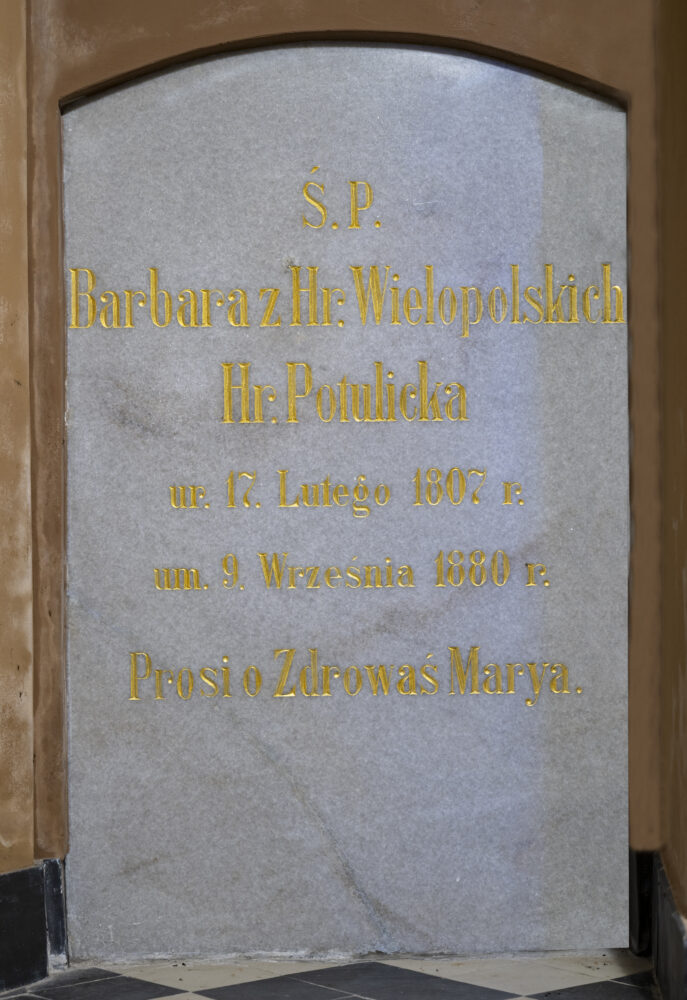 Ś. P.
Barbara z Hr. Wielopolskich
Hr. Potulicka
ur. 17. Lutego 1807 r.
um. 9. Września 1880 r.
Prosi o Zdrowaś Marya.